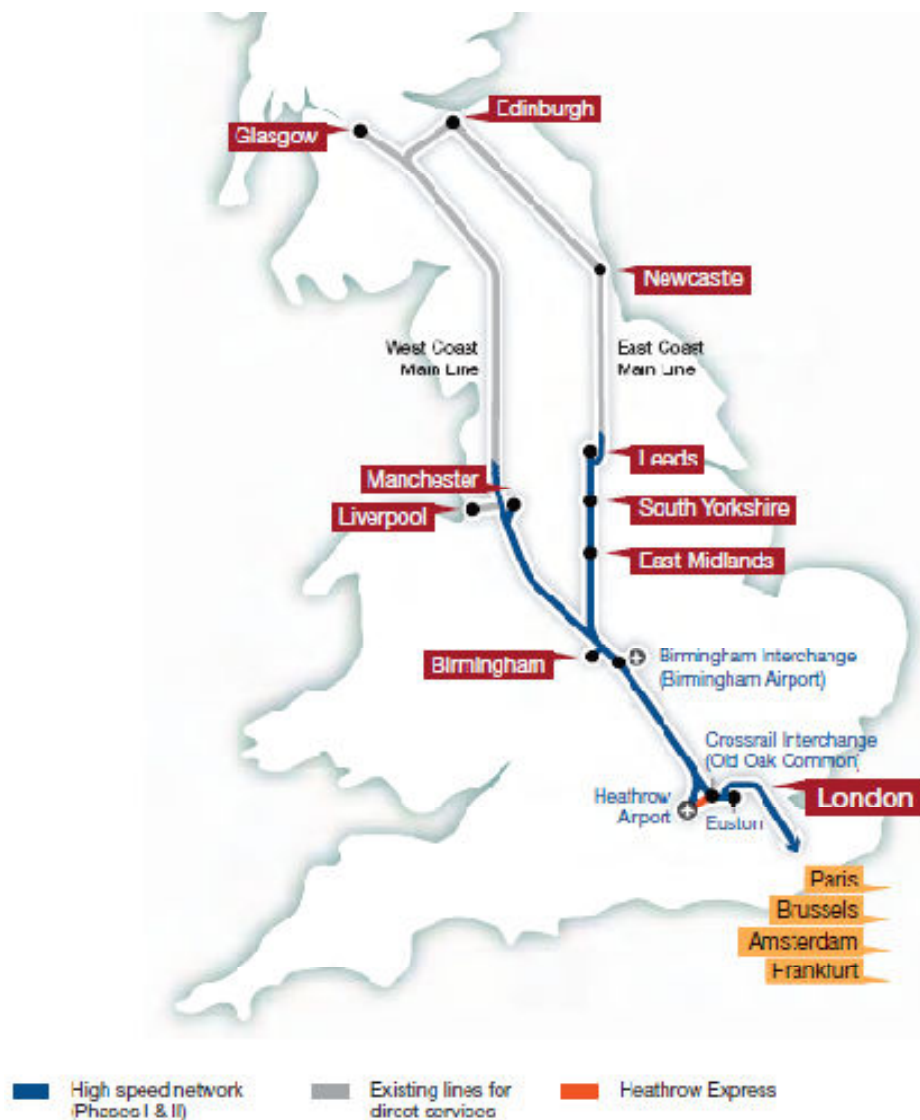 Edinburgh
Glasgow
Newcastle
West Coast
Main Line
East Coast
Main Line
Leeds
Manchester
South Yorkshire
Liverpool
East Midlands
Birmingham
Birmingham Interchange
(Birmingham Airport)
Crossrail Interchange
(Old Oak Common)
London
Heathrow
Airport
Euston
Paris
Brussels
Amsterdam
Frankfurt
High speed network
(Phases I & II)
Existing lines for
direct services
Heathrow Express